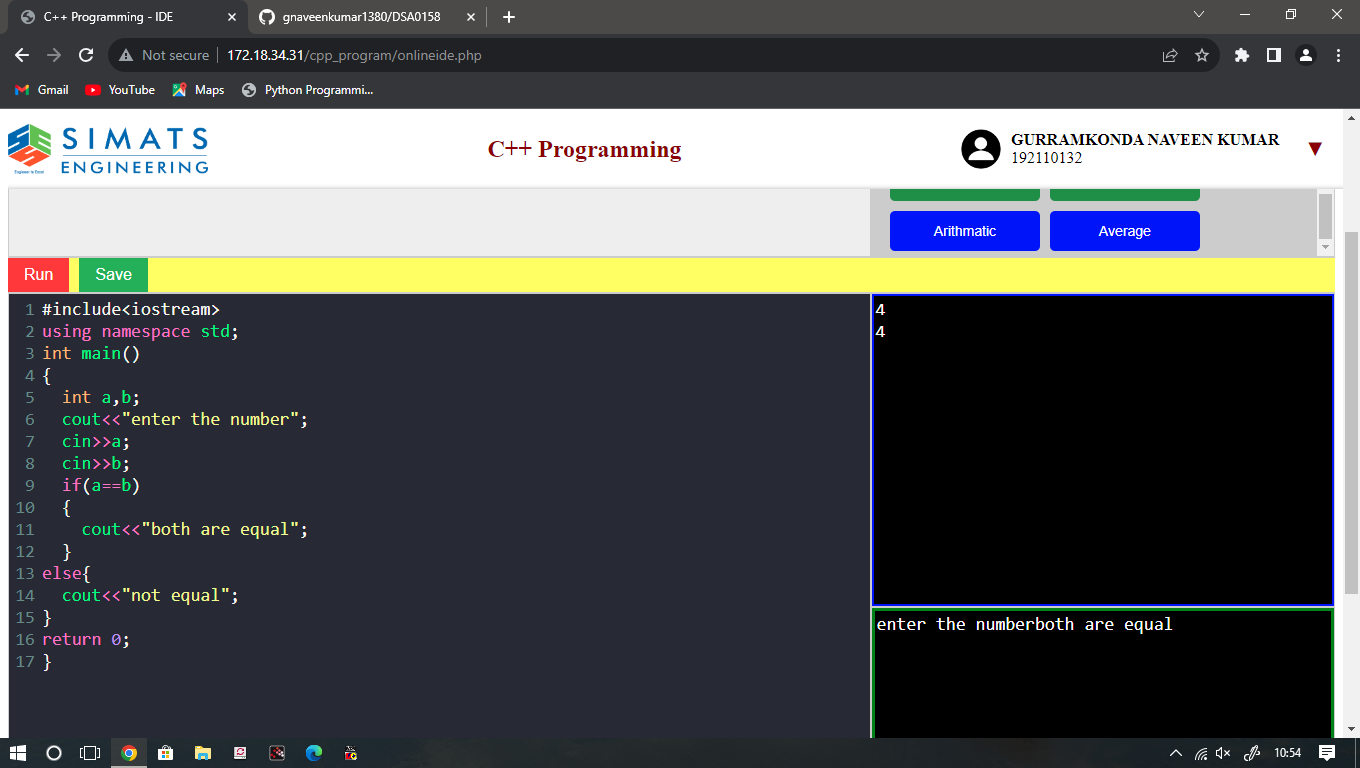 C++ Programming - IDE
gnaveenkumar1380/DSA0158
Not secure
172.18.34.31/cpp_program/onlineide.php
Gmail
YouTube
Maps
Python Programmi...
SIMATS
ENGINEERING
Engineer to Excel
C++ Programming
GURRAMKONDA NAVEEN KUMAR
192110132
Arithmatic
Average
Run
Save
1 #include<iostream>
2 using namespace std;
3 int main()
4 {
5 int a,b;
6 cout<<"enter the number";
7 cin>>a;
8 cin>>b;
9 if(a==b)
10 {
11 cout<<"both are equal";
12 }
13 else{
14 cout<<"not equal";
15 }
16 return 0;
17 }
4
4
enter the numberboth are equal
10:54